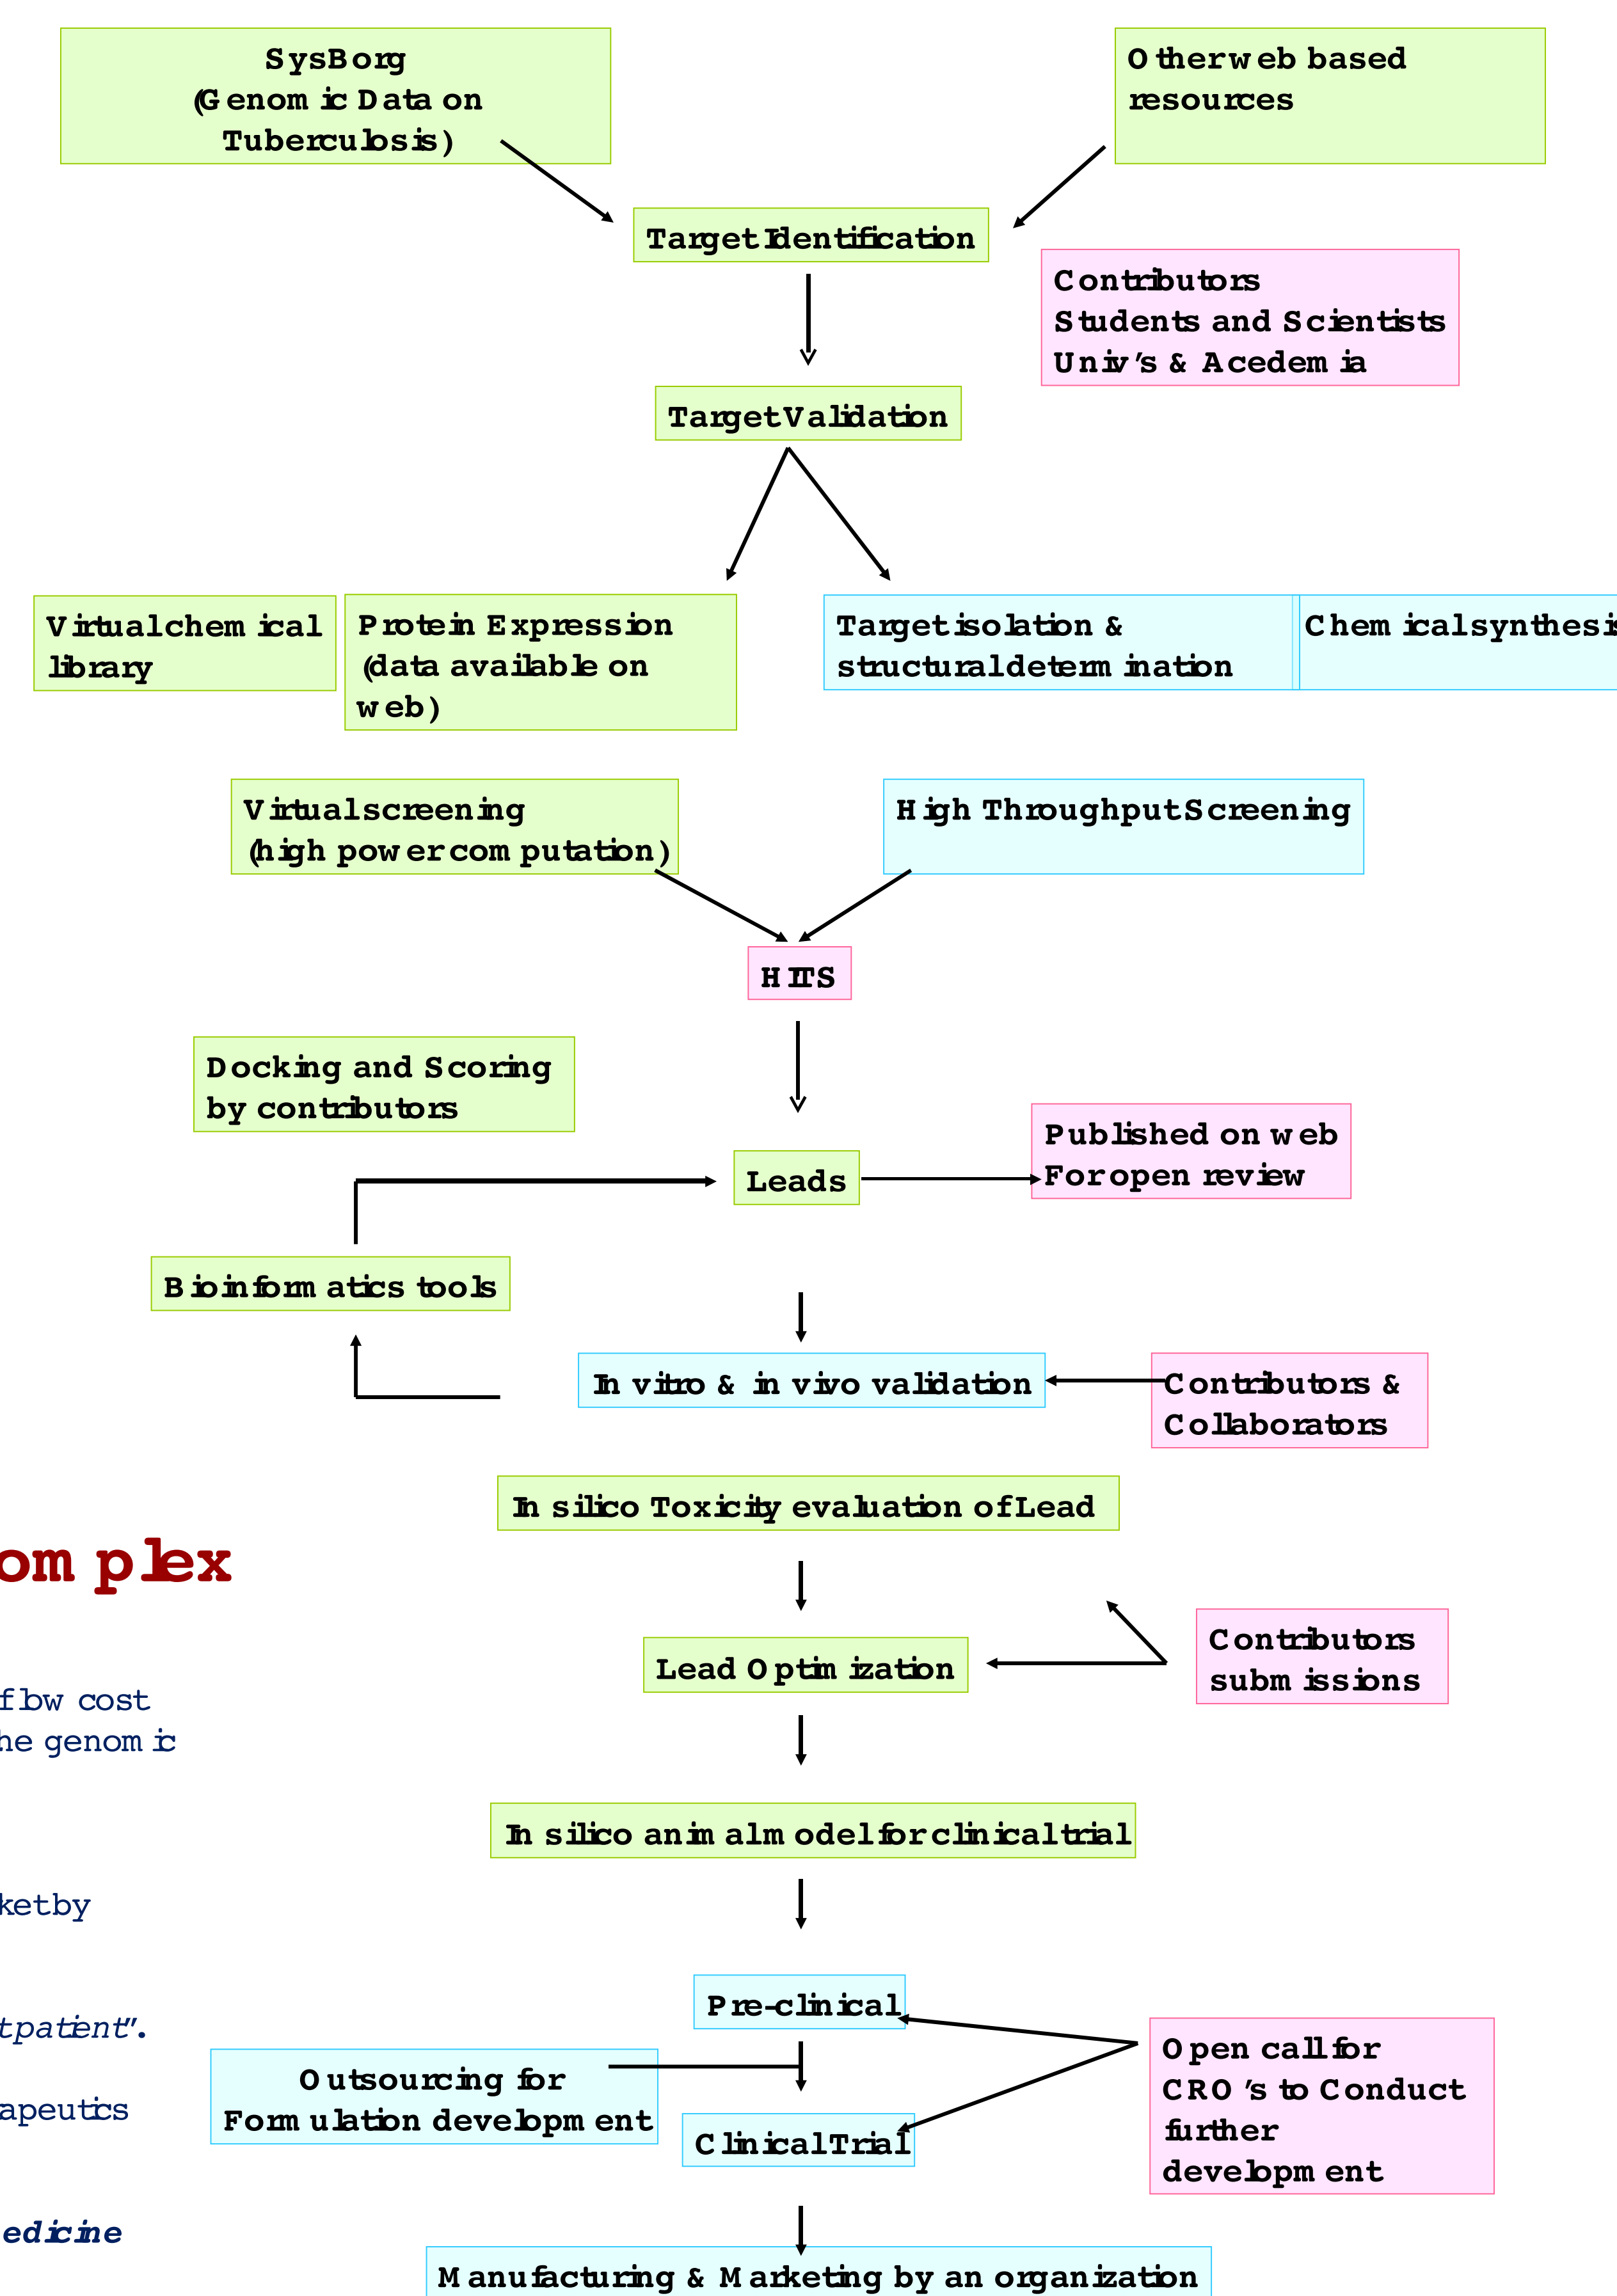 SysBorg
(Genomic Data on
Tuberculosis)
Other web based
resources
Target Identification
Contributors
Students and Scientists
Univ's & Acedemia
Target Validation
Virtual chemical
library
Protein Expression
(data available on
web)
Target isolation &
structural determination
Chemical synthesis
Virtual screening
(high power computation)
High Throughput Screening
HITS
Docking and Scoring
by contributors
Published on web
For open review
Leads
Bioinformatics tools
In vitro & in vivo validation
Contributors &
Collaborators
In silico Toxicity evaluation of Lead
omplex
Contributors
submissions
Lead Optimization
f low cost
he genomic
In silico animal model for clinical trial
ket by
Pre-clinical
t patient”.
Open call for
CRO's to Conduct
further
development
Outsourcing for
Formulation development
rapeutics
Clinical Trial
edicine
Manufacturing & Marketing by an organization